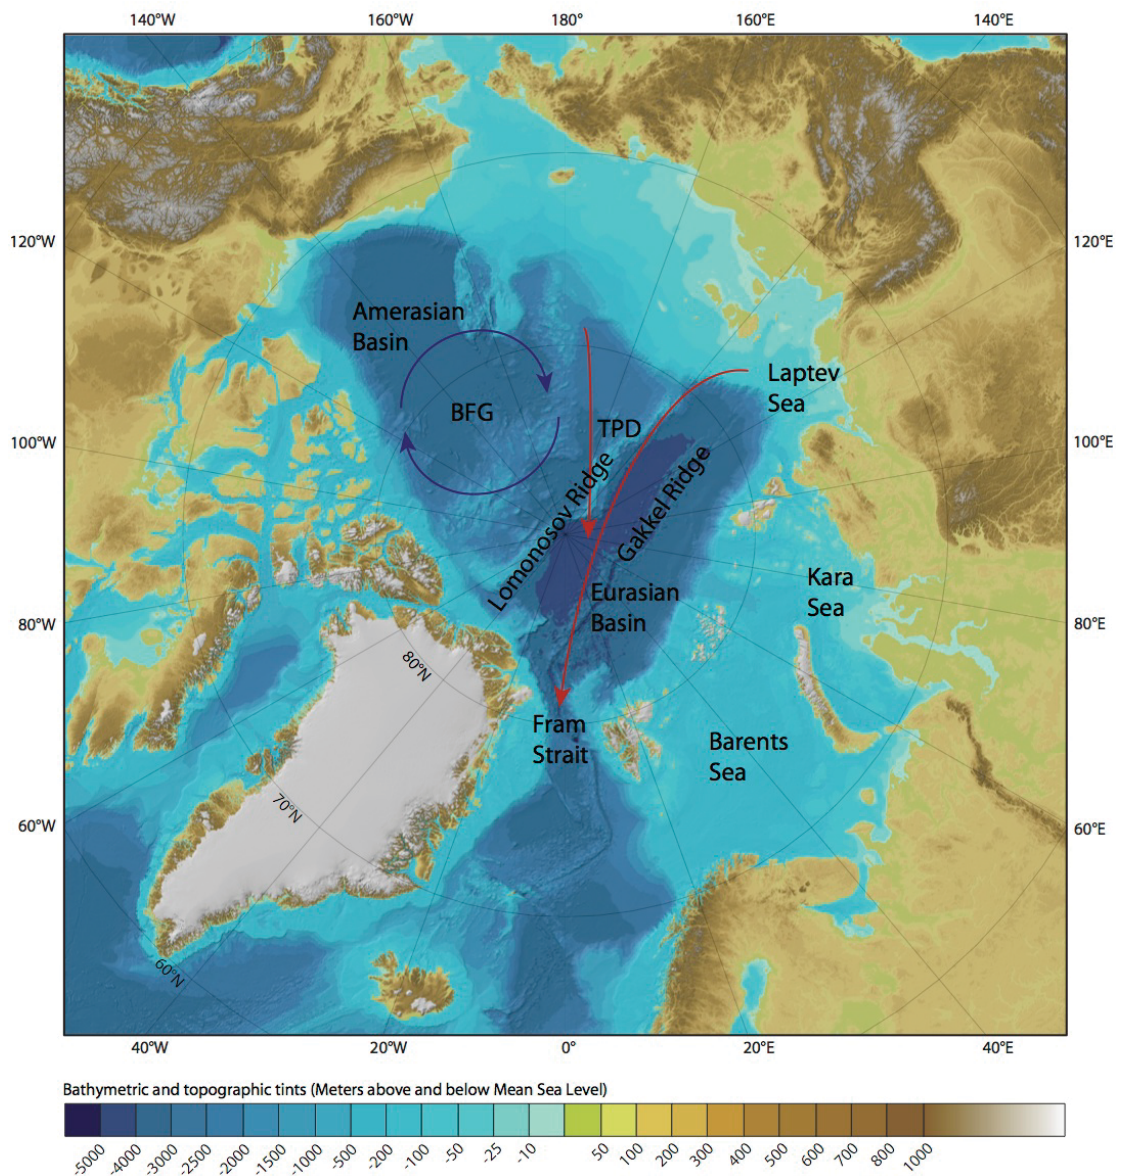 140°W 160°W 180° 160°E 140°E
120°W
120°E
Amerasian
Basin
Laptev
Sea
BFG
TPD
100°W
100°E
Lomonosov Ridge
Gakkel Ridge
Kara
Sea
Eurasian
Basin
80°W
80°E
80°N
Fram
Strait
Barents
Sea
70°N
60°W
60°E
60°N
40°W 20°W 0° 20°E 40°E
Bathymetric and topographic tints (Meters above and below Mean Sea Level)
-5000 -4000 -3000 -2500 -2000 -1500 -1000 -500 -200 -100 -50 -25 -10 50 100 200 300 400 500 600 700 800 1000